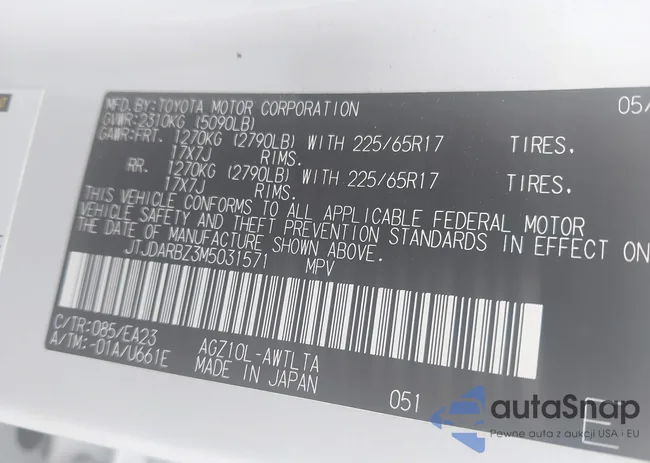 MFD. BY: TOYOTA MOTOR CORPORATION 05/
GVWR: 2310KG (5090LB)
GAWR: FRT. 1270KG (2790LB) WITH 225/65R17 TIRES.
17X7J RIMS.
RR. 1270KG (2790LB) WITH 225/65R17 TIRES.
17X7J RIMS.
THIS VEHICLE CONFORMS TO ALL APPLICABLE FEDERAL MOTOR
VEHICLE SAFETY AND THEFT PREVENTION STANDARDS IN EFFECT ON
THE DATE OF MANUFACTURE SHOWN ABOVE.
JTJDARBZ3M5031571 MPV
C/TR: 085/EA23 AGZ10L-AWTLTA
A/TM: -01A/U661E MADE IN JAPAN
051
E
autoSnap
Pewne auta z aukcji USA i EU